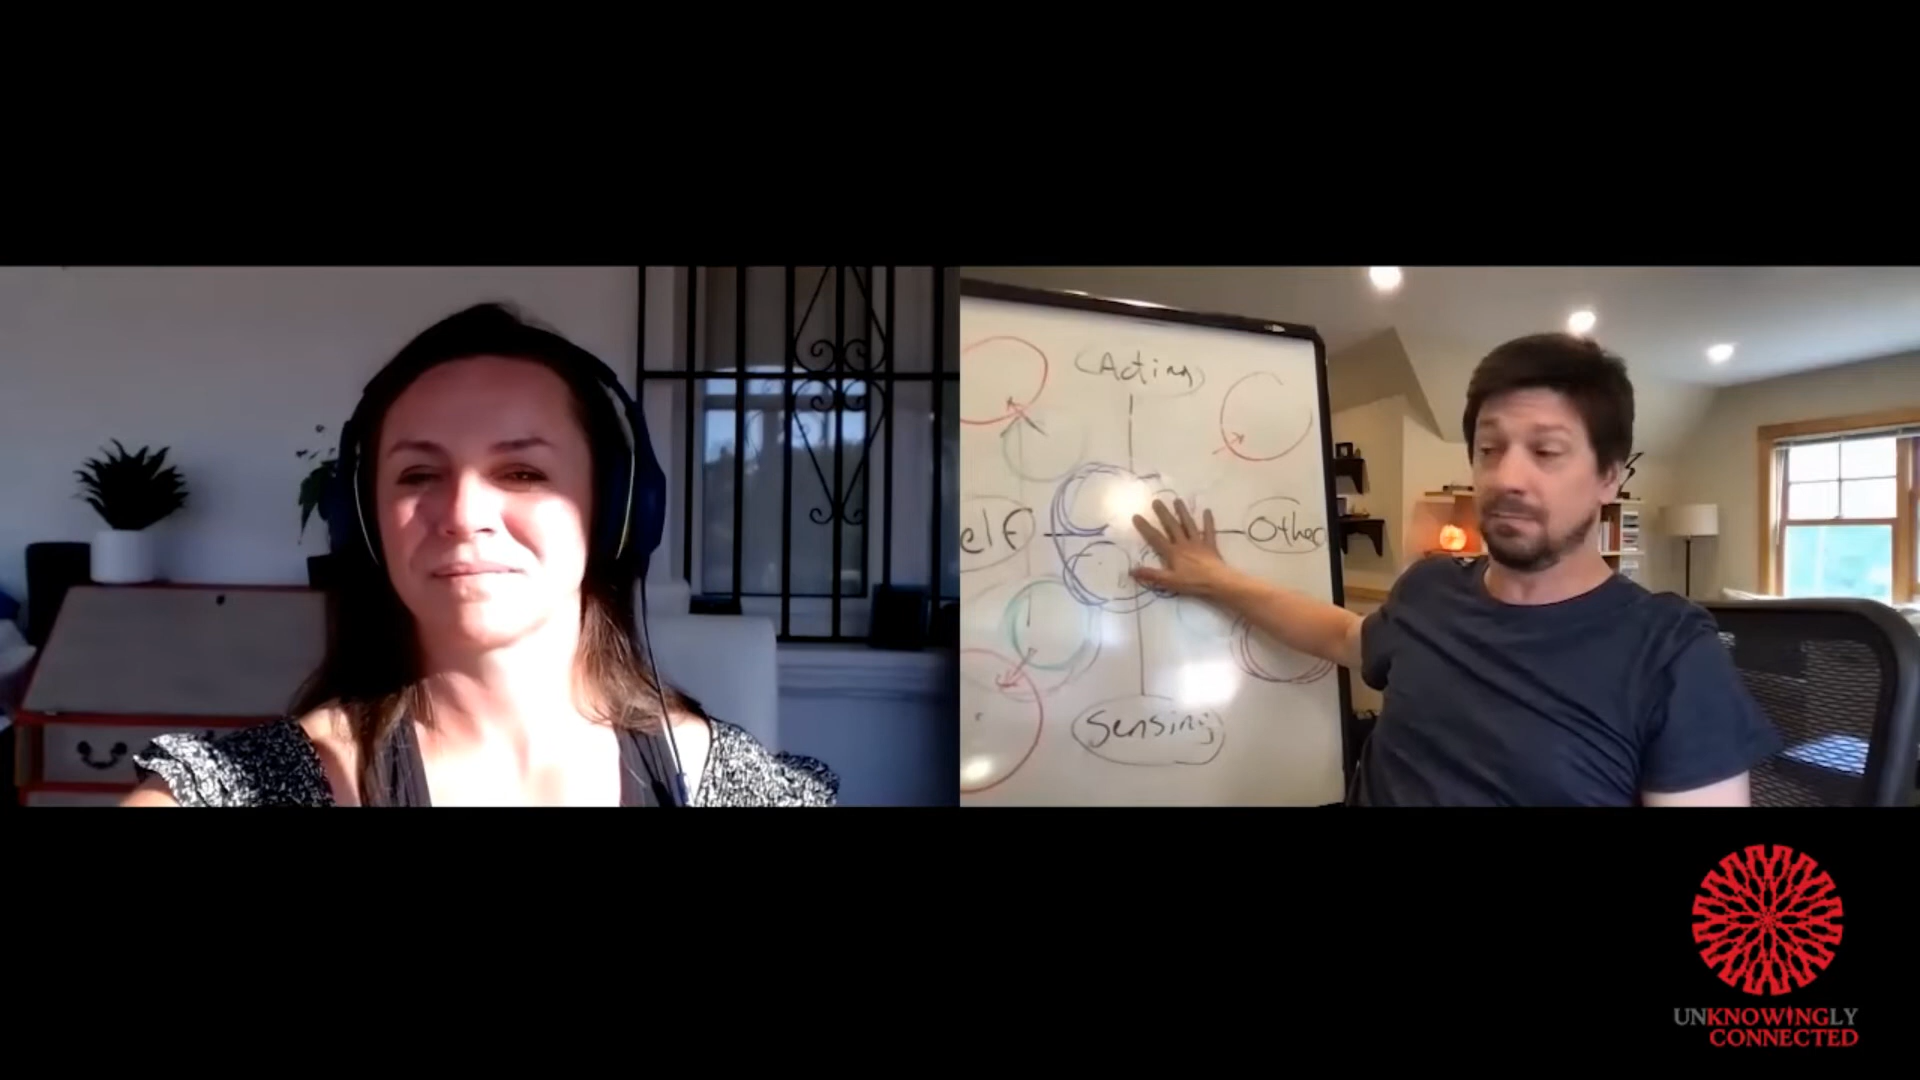 Acting
elf
Other
Sensing
UNKNOWINGLY
CONNECTED